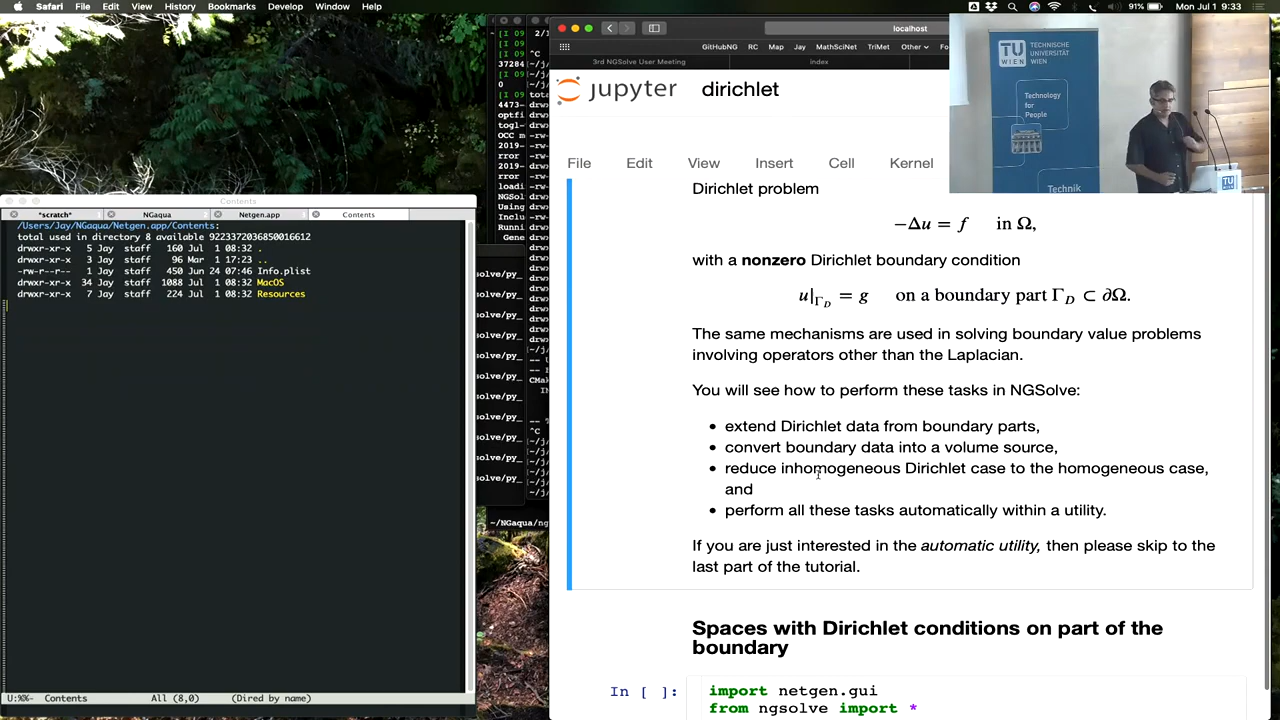 Safari File Edit View History Bookmarks Develop Window Help
91% Mon Jul 1 9:33
Contents
*scratch* NGaqua Netgen.app Contents
/Users/Jay/NGaqua/Netgen.app/Contents:
total used in directory 8 available 9223372036850016612
drwxr-xr-x 5 Jay staff 160 Jul 1 08:32 .
drwxr-xr-x 3 Jay staff 96 Mar 1 17:23 ..
-rw-r--r-- 1 Jay staff 450 Jun 24 07:46 Info.plist
drwxr-xr-x 34 Jay staff 1088 Jul 1 08:32 MacOS
drwxr-xr-x 7 Jay staff 224 Jul 1 08:32 Resources
U:%%- Contents All (8,0) (Dired by name)
localhost
GitHubNG RC Map Jay MathSciNet TriMet Other
3rd NGSolve User Meeting index
jupyter dirichlet
File Edit View Insert Cell Kernel
Dirichlet problem
−Δu = f in Ω,
with a nonzero Dirichlet boundary condition
u|_{Γ_D} = g on a boundary part Γ_D ⊂ ∂Ω.
The same mechanisms are used in solving boundary value problems
involving operators other than the Laplacian.
You will see how to perform these tasks in NGSolve:
• extend Dirichlet data from boundary parts,
• convert boundary data into a volume source,
• reduce inhomogeneous Dirichlet case to the homogeneous case,
and
• perform all these tasks automatically within a utility.
If you are just interested in the automatic utility, then please skip to the
last part of the tutorial.
Spaces with Dirichlet conditions on part of the
boundary
In [ ]: import netgen.gui
from ngsolve import *
TU
WIEN
TECHNISCHE
UNIVERSITÄT
WIEN
Technology
for
People
Technik
TU